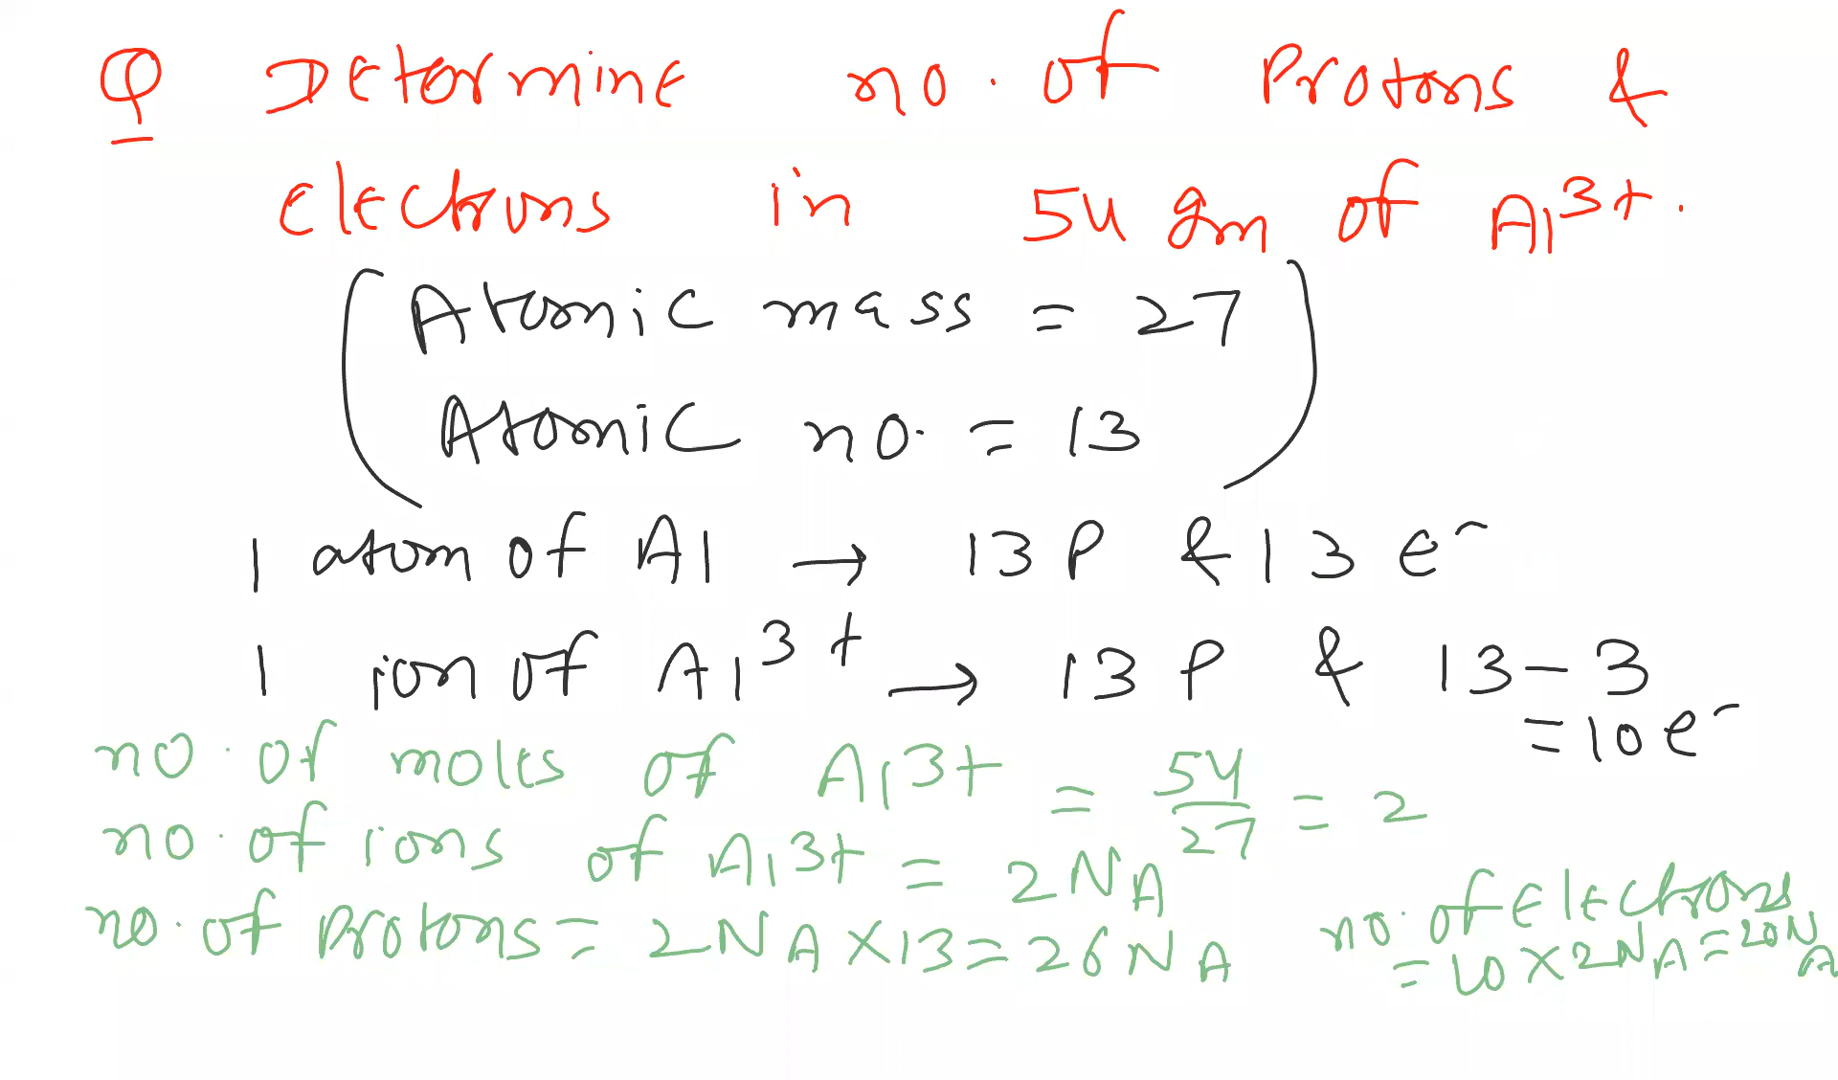 Q Determine no. of Protons &
electrons in 54 gm of Al³⁺.
(Atomic mass = 27
Atomic no. = 13)
1 atom of Al → 13 P & 13 e⁻
1 ion of Al³⁺ → 13 P & 13 - 3
= 10 e⁻
no. of moles of Al³⁺ = 54/27 = 2
no. of ions of Al³⁺ = 2NA
no. of Protons = 2NA × 13 = 26 NA
no. of electrons
= 10 × 2NA = 20NA